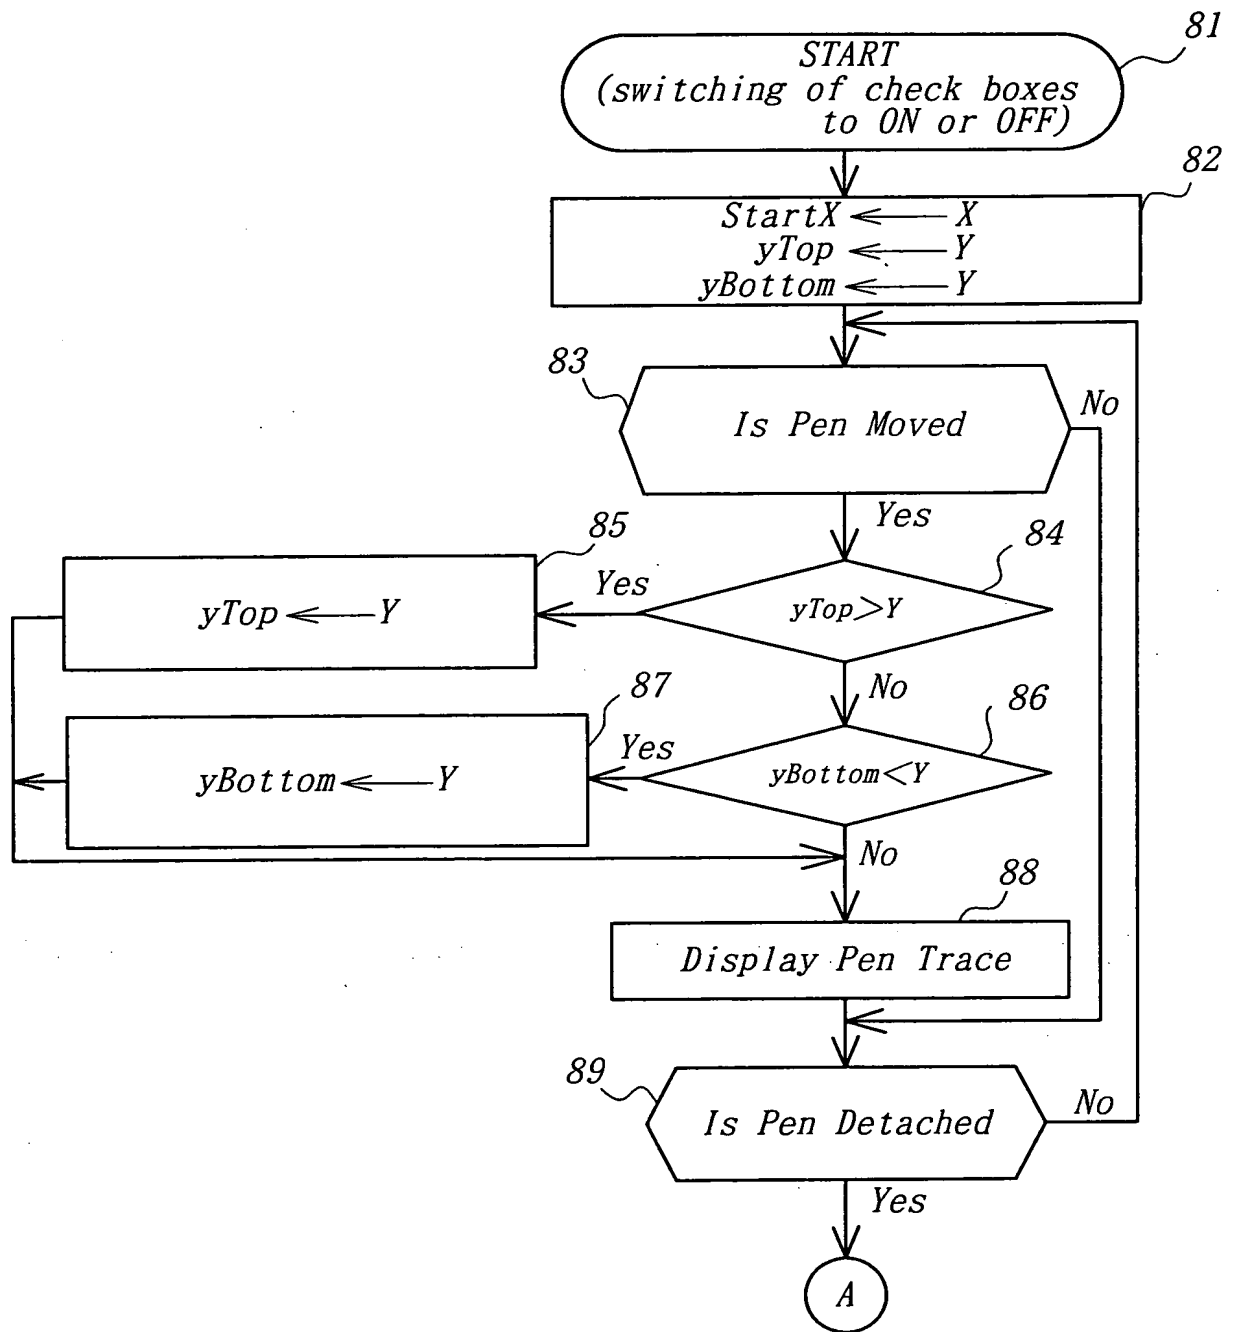 81
START
(switching of check boxes
to ON or OFF)
82
StartX ← X
yTop ← Y
yBottom ← Y
83
Is Pen Moved
No
Yes
84
85
Yes
yTop>Y
yTop ← Y
No
86
87
Yes
yBottom<Y
yBottom ← Y
No
88
Display Pen Trace
89
Is Pen Detached
No
Yes
A